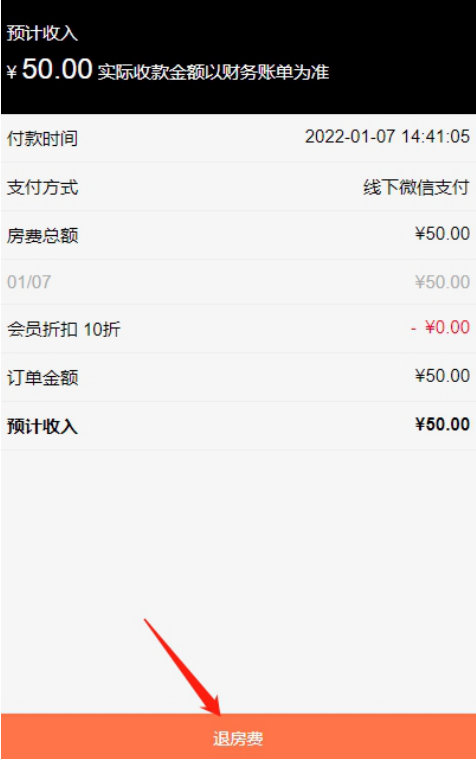 预计收入
¥ 50.00 实际收款金额以财务账单为准
付款时间 2022-01-07 14:41:05
支付方式 线下微信支付
房费总额 ¥50.00
01/07 ¥50.00
会员折扣 10折 - ¥0.00
订单金额 ¥50.00
预计收入 ¥50.00
退房费